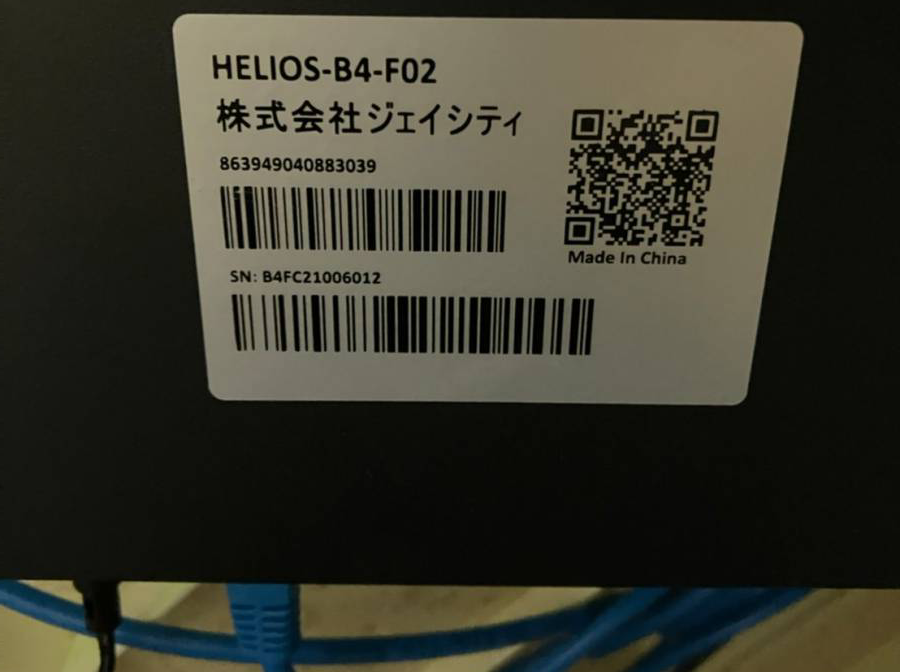 HELIOS-B4-F02
株式会社ジェイシティ
863949040883039
SN: B4FC21006012
Made In China